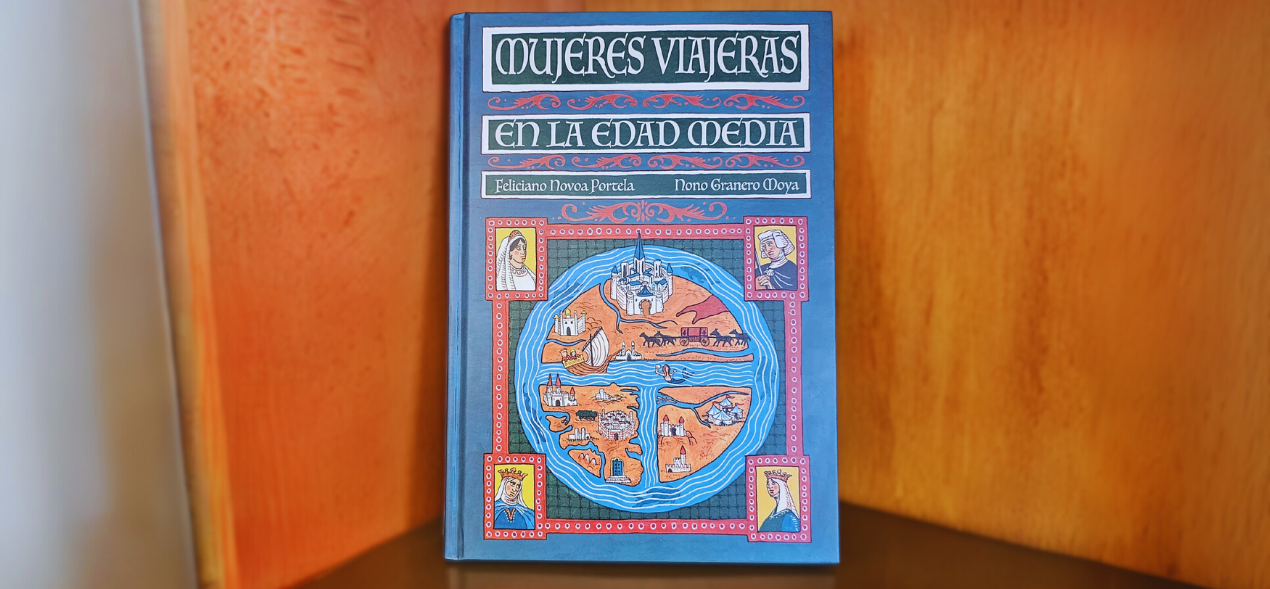 MUJERES VIAJERAS
EN LA EDAD MEDIA
Feliciano Novoa Portela Nono Granero Moya